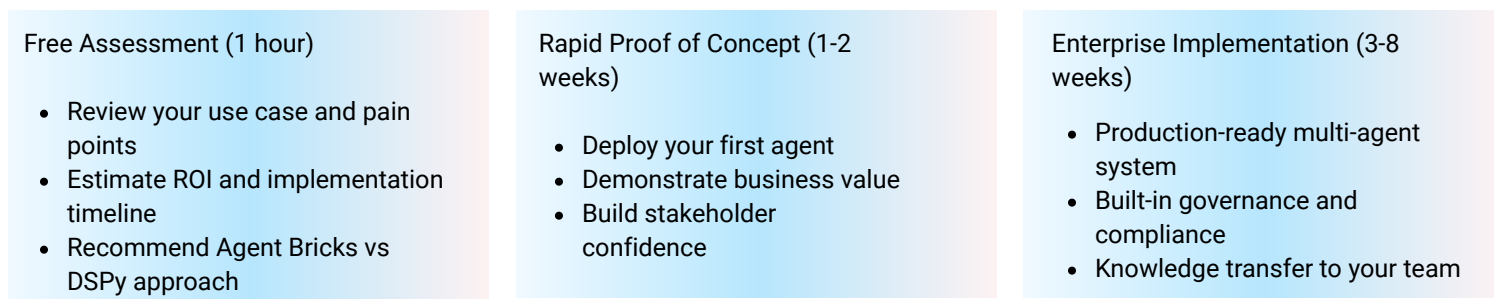 Free Assessment (1 hour)
• Review your use case and pain
points
• Estimate ROI and implementation
timeline
• Recommend Agent Bricks vs
DSPy approach
Rapid Proof of Concept (1-2
weeks)
• Deploy your first agent
• Demonstrate business value
• Build stakeholder
confidence
Enterprise Implementation (3-8
weeks)
• Production-ready multi-agent
system
• Built-in governance and
compliance
• Knowledge transfer to your team